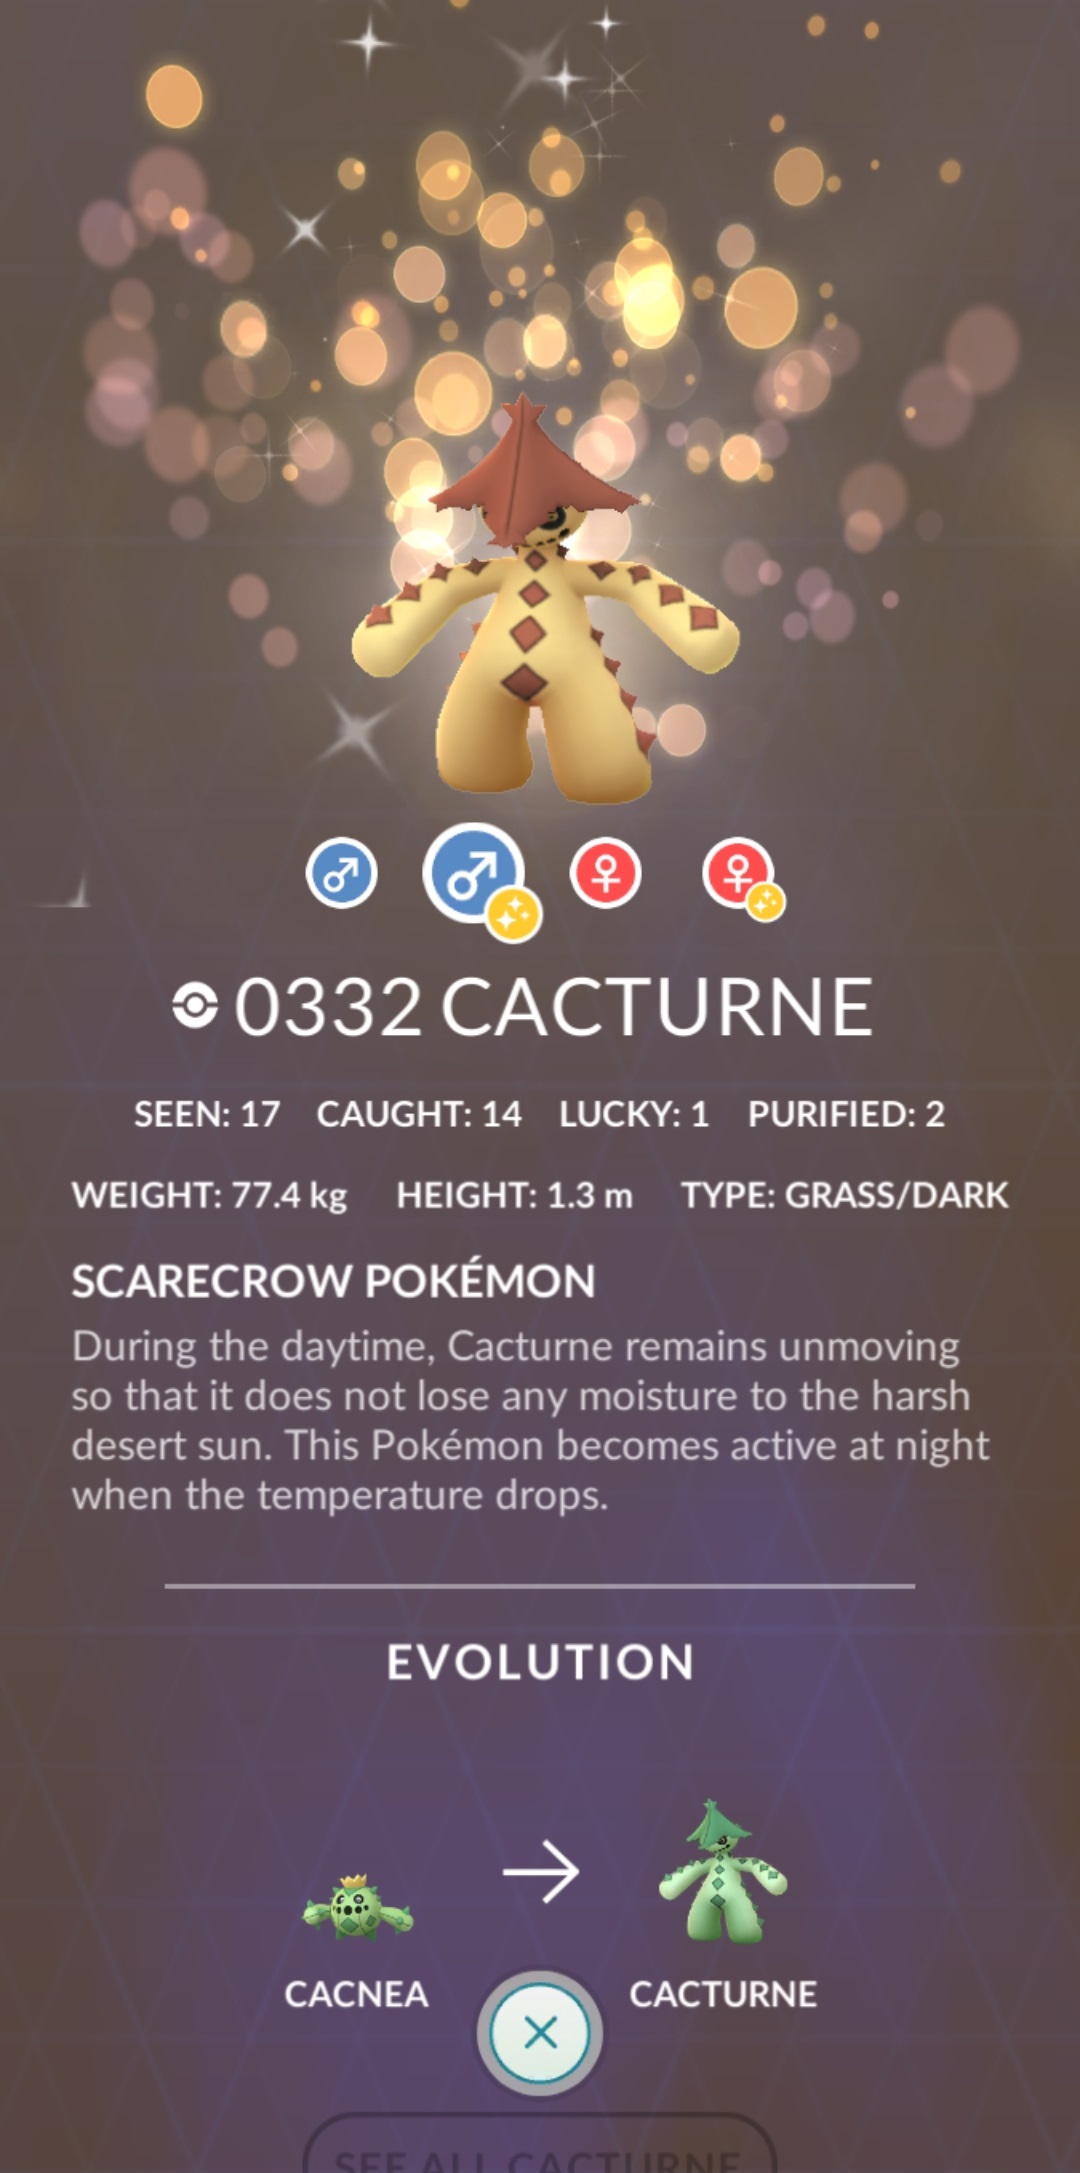 0332 CACTURNE
SEEN: 17 CAUGHT: 14 LUCKY: 1 PURIFIED: 2
WEIGHT: 77.4 kg HEIGHT: 1.3 m TYPE: GRASS/DARK
SCARECROW POKÉMON
During the daytime, Cacturne remains unmoving
so that it does not lose any moisture to the harsh
desert sun. This Pokémon becomes active at night
when the temperature drops.
EVOLUTION
CACNEA CACTURNE
SEE ALL CACTURNE